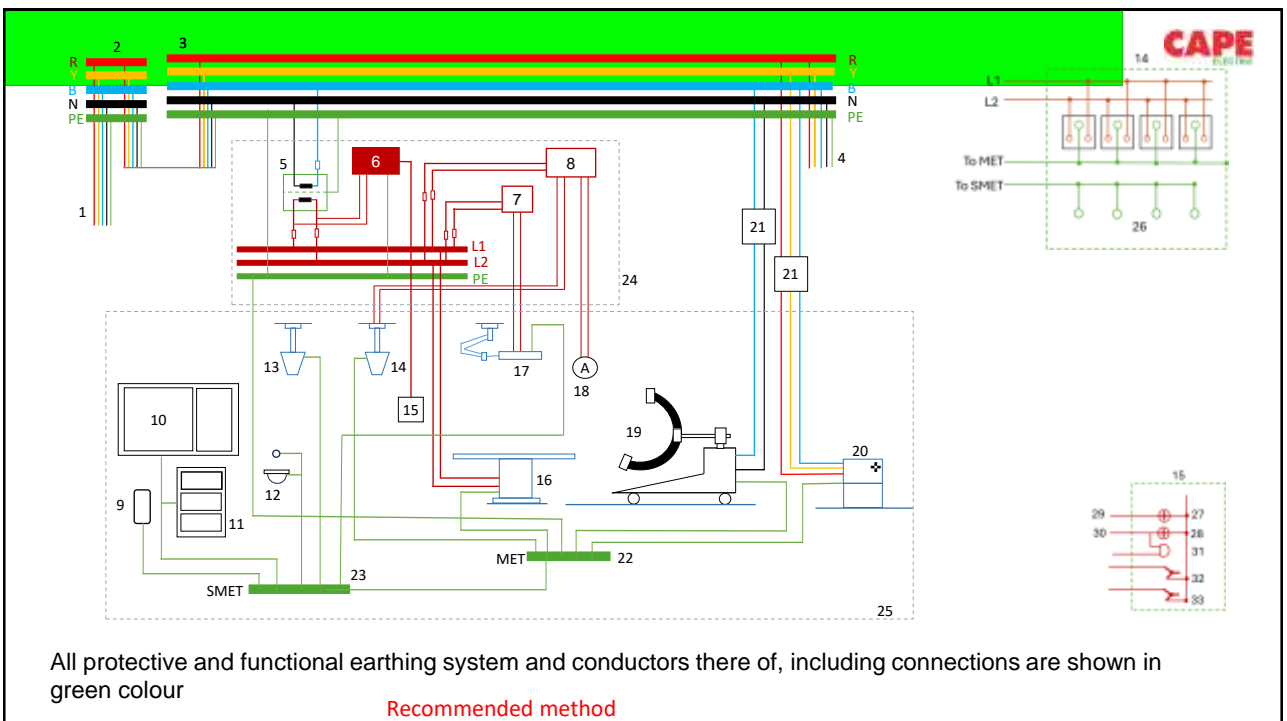 2
3
CAPE
ELECTRIC
R
Y
B
N
PE
R
Y
B
N
PE
14
L1
L2
To MET
To SMET
26
1
4
5
6
7
8
L1
L2
PE
24
21
21
13
14
17
A
18
10
15
19
20
9
11
12
16
MET
22
SMET
23
25
15
29
30
27
28
31
32
33
All protective and functional earthing system and conductors there of, including connections are shown in
green colour
Recommended method